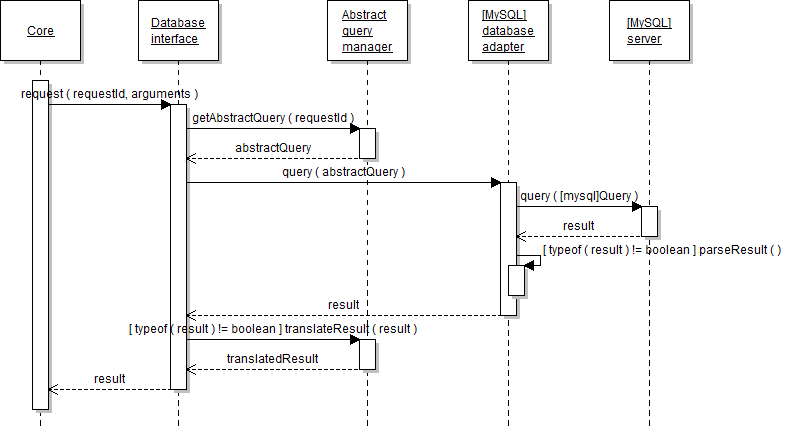 Core
Database
interface
Abstract
query
manager
[MySQL]
database
adapter
[MySQL]
server
request ( requestId, arguments )
getAbstractQuery ( requestId )
abstractQuery
query ( abstractQuery )
query ( [mysql]Query )
result
[ typeof ( result ) != boolean ] parseResult ( )
result
[ typeof ( result ) != boolean ] translateResult ( result )
translatedResult
result